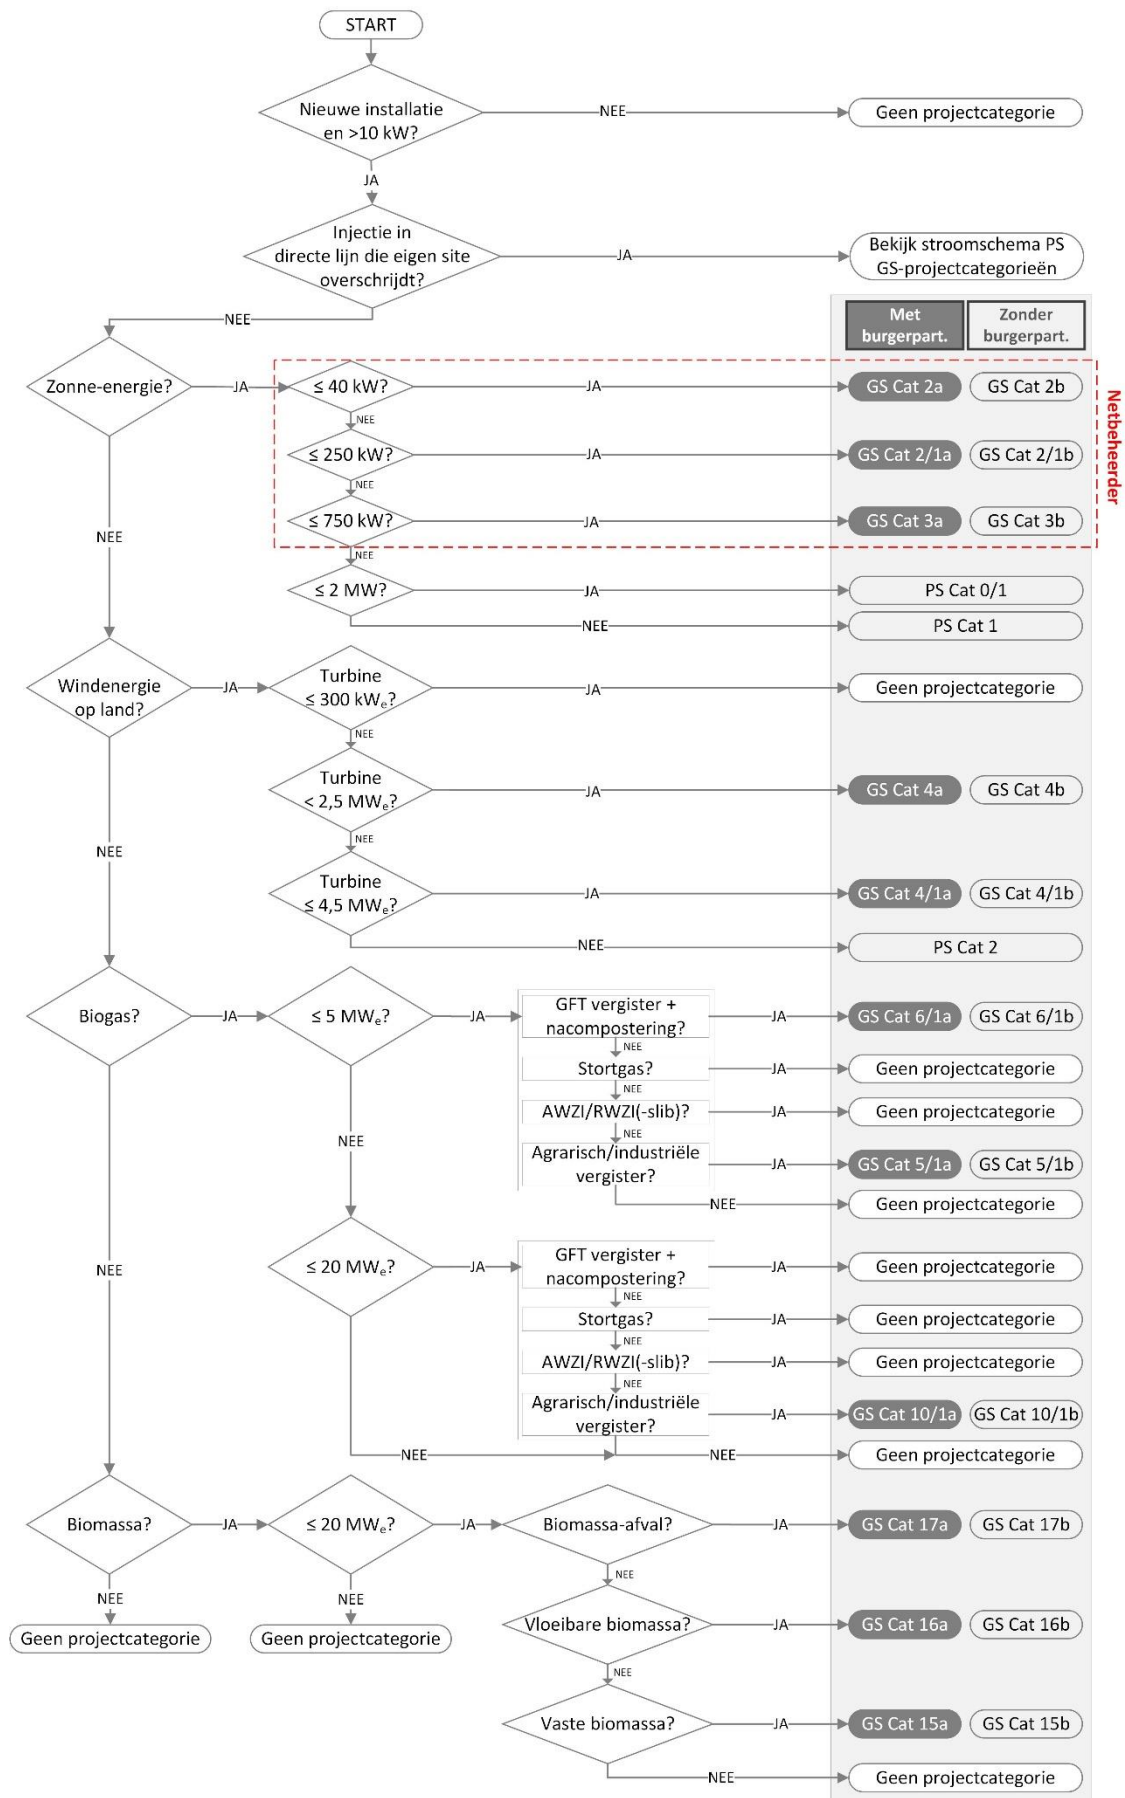 START
Nieuwe installatie
en >10 kW?
NEE
Geen projectcategorie
JA
Injectie in
directe lijn die eigen site
overschrijdt?
JA
Bekijk stroomschema PS
GS-projectcategorieën
NEE
Met
burgerpart.
Zonder
burgerpart.
Zonne-energie?
JA
≤ 40 kW?
JA
GS Cat 2a
GS Cat 2b
Netbeheerder
NEE
≤ 250 kW?
JA
GS Cat 2/1a
GS Cat 2/1b
NEE
≤ 750 kW?
JA
GS Cat 3a
GS Cat 3b
NEE
NEE
≤ 2 MW?
JA
PS Cat 0/1
NEE
PS Cat 1
Windenergie
op land?
JA
Turbine
≤ 300 kWe?
JA
Geen projectcategorie
NEE
Turbine
< 2,5 MWe?
JA
GS Cat 4a
GS Cat 4b
NEE
NEE
Turbine
≤ 4,5 MWe?
JA
GS Cat 4/1a
GS Cat 4/1b
NEE
PS Cat 2
Biogas?
JA
≤ 5 MWe?
JA
GFT vergister +
nacompostering?
JA
GS Cat 6/1a
GS Cat 6/1b
NEE
Stortgas?
JA
Geen projectcategorie
NEE
AWZI/RWZI(-slib)?
JA
Geen projectcategorie
NEE
NEE
Agrarisch/industriële
vergister?
JA
GS Cat 5/1a
GS Cat 5/1b
NEE
Geen projectcategorie
NEE
≤ 20 MWe?
JA
GFT vergister +
nacompostering?
JA
Geen projectcategorie
NEE
Stortgas?
JA
Geen projectcategorie
NEE
AWZI/RWZI(-slib)?
JA
Geen projectcategorie
NEE
Agrarisch/industriële
vergister?
JA
GS Cat 10/1a
GS Cat 10/1b
NEE
NEE
Geen projectcategorie
Biomassa?
JA
≤ 20 MWe?
JA
Biomassa-afval?
JA
GS Cat 17a
GS Cat 17b
NEE
NEE
NEE
Geen projectcategorie
Geen projectcategorie
Vloeibare biomassa?
JA
GS Cat 16a
GS Cat 16b
NEE
Vaste biomassa?
JA
GS Cat 15a
GS Cat 15b
NEE
Geen projectcategorie